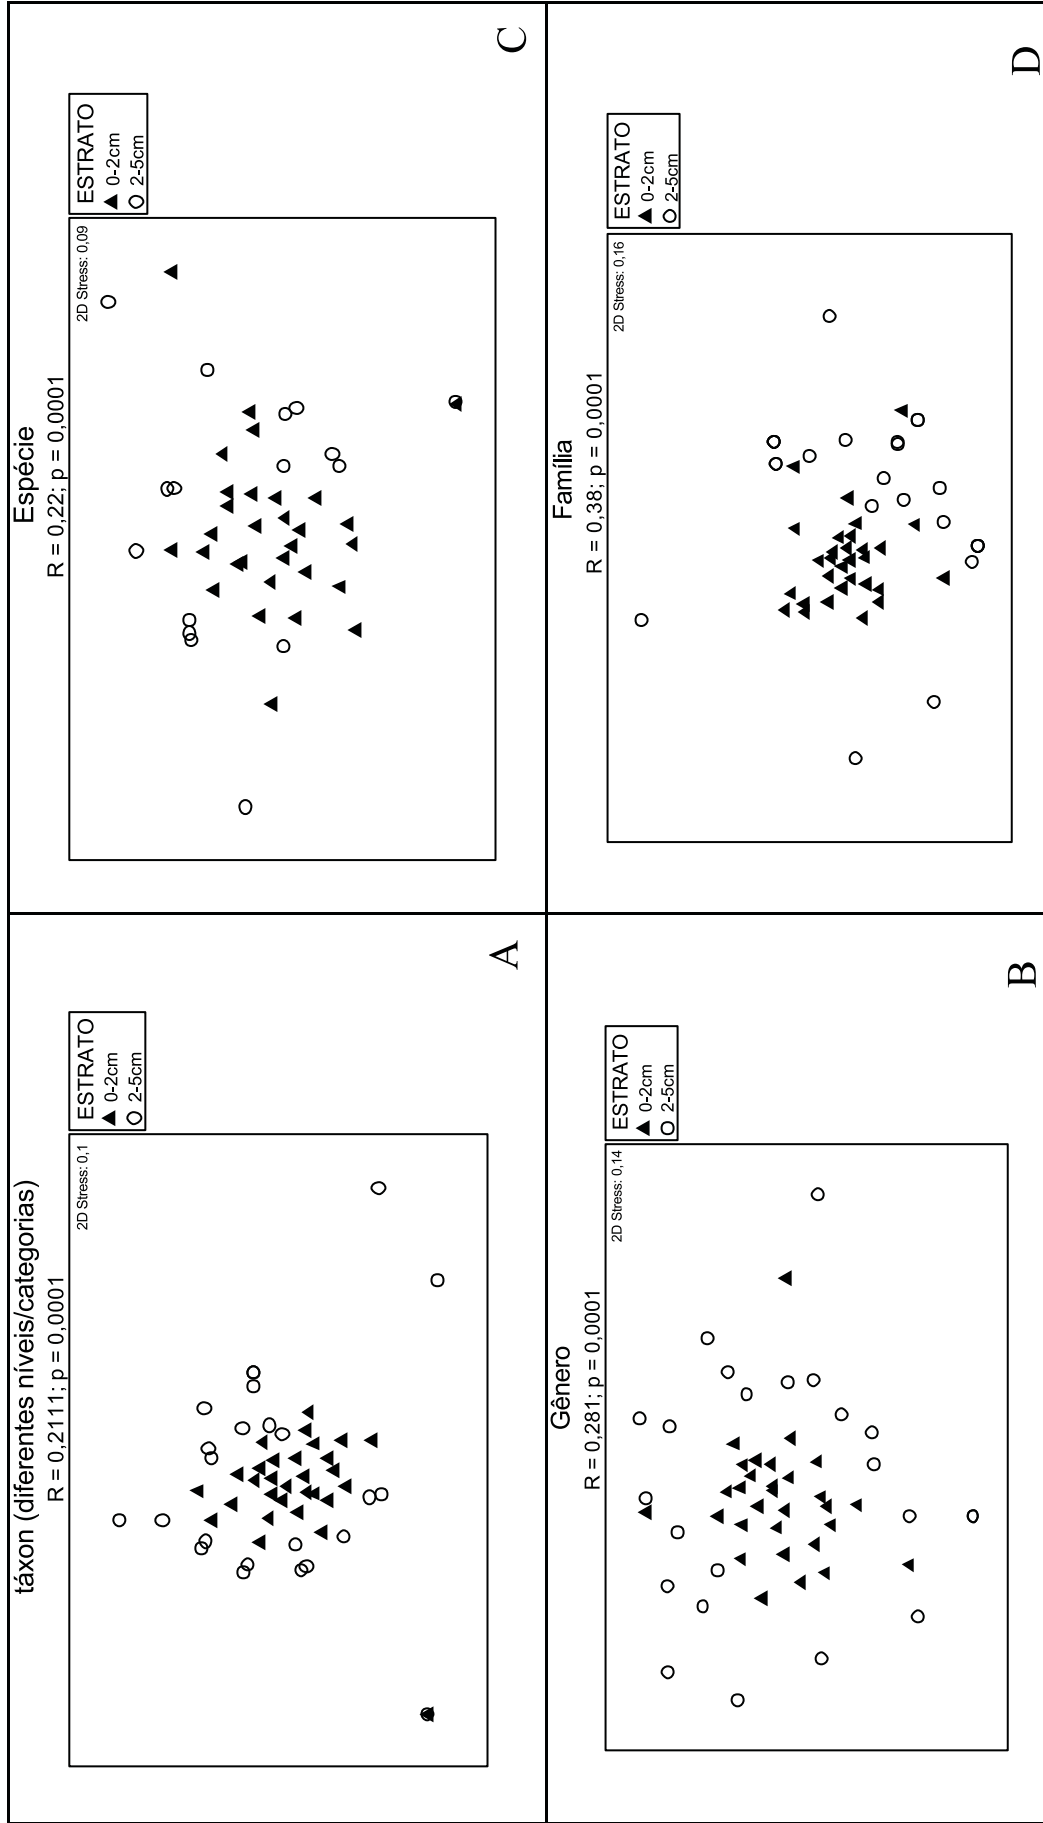 táxon (diferentes níveis/categorias)
R = 0,2111; p = 0,0001
2D Stress: 0,1
ESTRATO
0-2cm
2-5cm
A
Espécie
R = 0,22; p = 0,0001
2D Stress: 0,09
ESTRATO
0-2cm
2-5cm
C
Gênero
R = 0,281; p = 0,0001
2D Stress: 0,14
ESTRATO
0-2cm
2-5cm
B
Família
R = 0,38; p = 0,0001
2D Stress: 0,16
ESTRATO
0-2cm
2-5cm
D